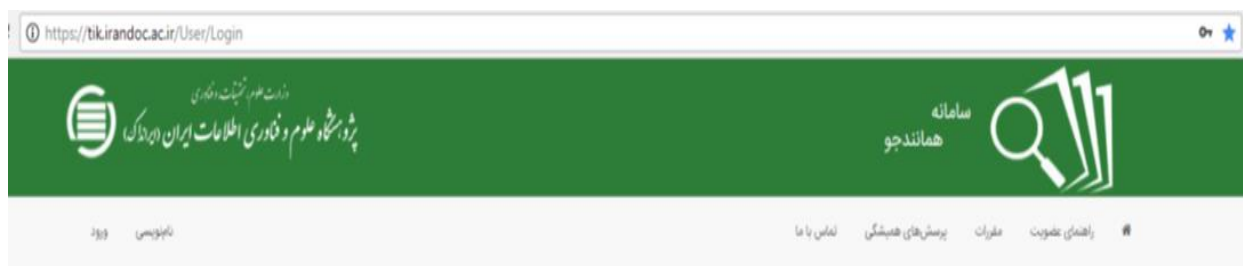 https://tik.irandoc.ac.ir/User/Login
سامانه
همانندجو
وزارت علوم، تحقیقات و فناوری
پژوهشگاه علوم و فناوری اطلاعات ایران (ایرانداک)
راهنمای عضویت مقررات پرسش‌های همیشگی تماس با ما نام‌نویسی ورود